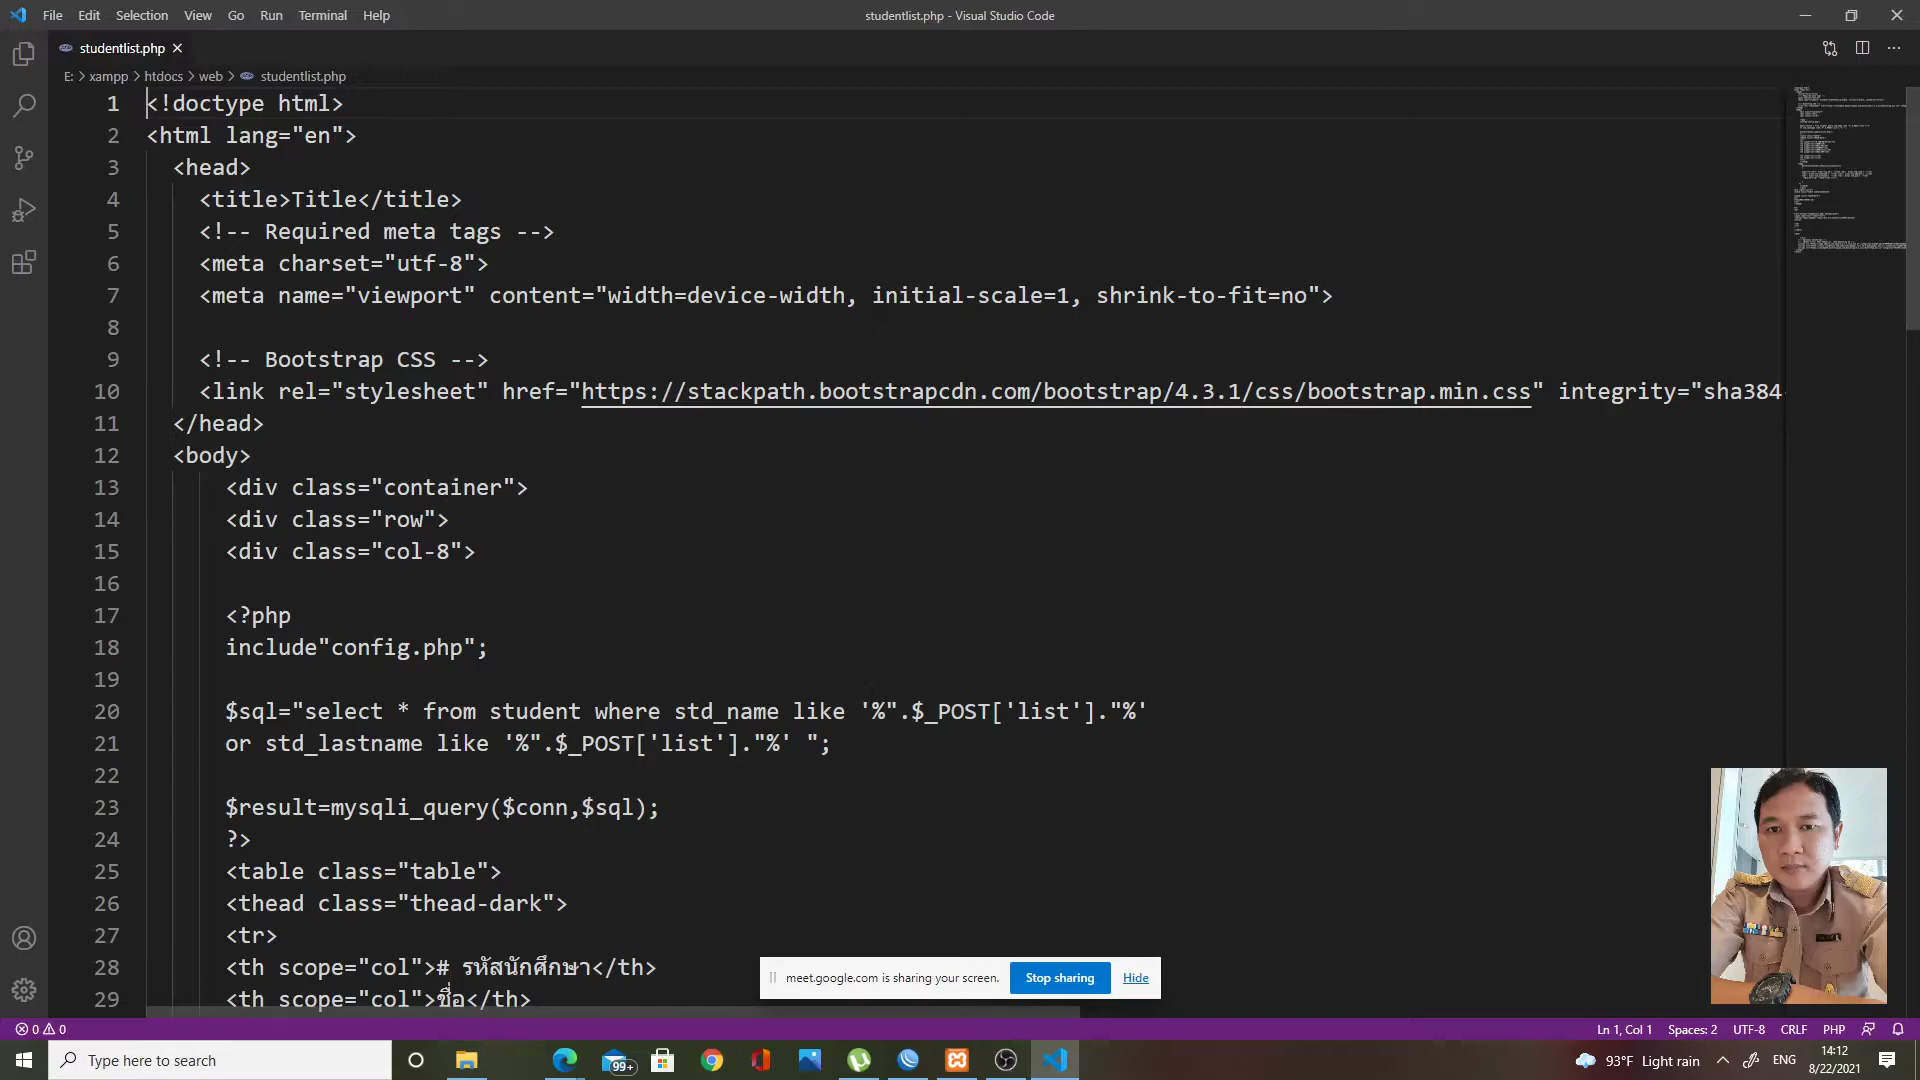 File Edit Selection View Go Run Terminal Help
studentlist.php - Visual Studio Code
studentlist.php
E: > xampp > htdocs > web > studentlist.php
1 <!doctype html>
2 <html lang="en">
3 <head>
4 <title>Title</title>
5 <!-- Required meta tags -->
6 <meta charset="utf-8">
7 <meta name="viewport" content="width=device-width, initial-scale=1, shrink-to-fit=no">
8
9 <!-- Bootstrap CSS -->
10 <link rel="stylesheet" href="https://stackpath.bootstrapcdn.com/bootstrap/4.3.1/css/bootstrap.min.css" integrity="sha384-
11 </head>
12 <body>
13 <div class="container">
14 <div class="row">
15 <div class="col-8">
16
17 <?php
18 include"config.php";
19
20 $sql="select * from student where std_name like '%".$_POST['list']."%'
21 or std_lastname like '%".$_POST['list']."%' ";
22
23 $result=mysqli_query($conn,$sql);
24 ?>
25 <table class="table">
26 <thead class="thead-dark">
27 <tr>
28 <th scope="col"># รหัสนักศึกษา</th>
29 <th scope="col">ชื่อ</th>
meet.google.com is sharing your screen. Stop sharing Hide
0 0
Ln 1, Col 1 Spaces: 2 UTF-8 CRLF PHP
Type here to search
99+
93°F Light rain
ENG
14:12
8/22/2021